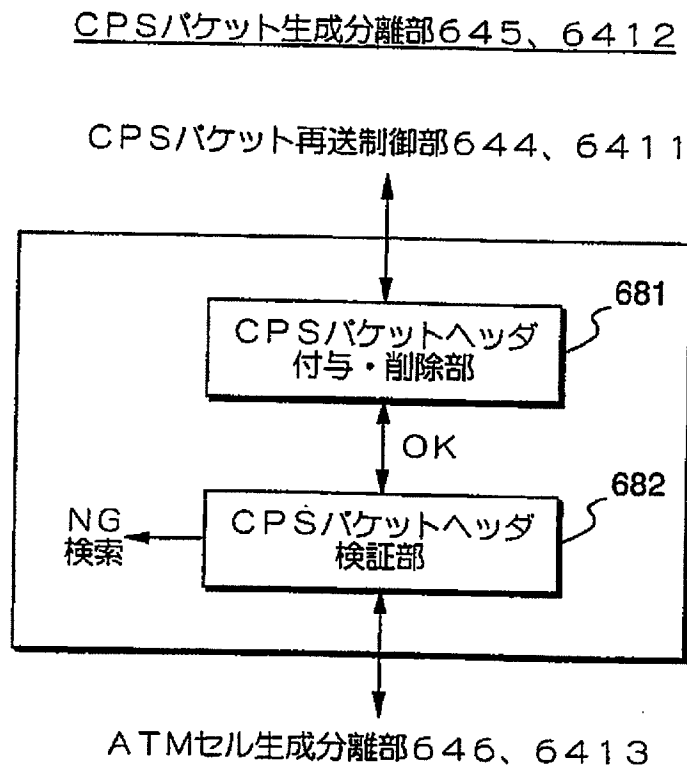 CPSパケット生成分離部645、6412
CPSパケット再送制御部644、6411
681
CPSパケットヘッダ
付与・削除部
OK
682
NG
検索
CPSパケットヘッダ
検証部
ATMセル生成分離部646、6413